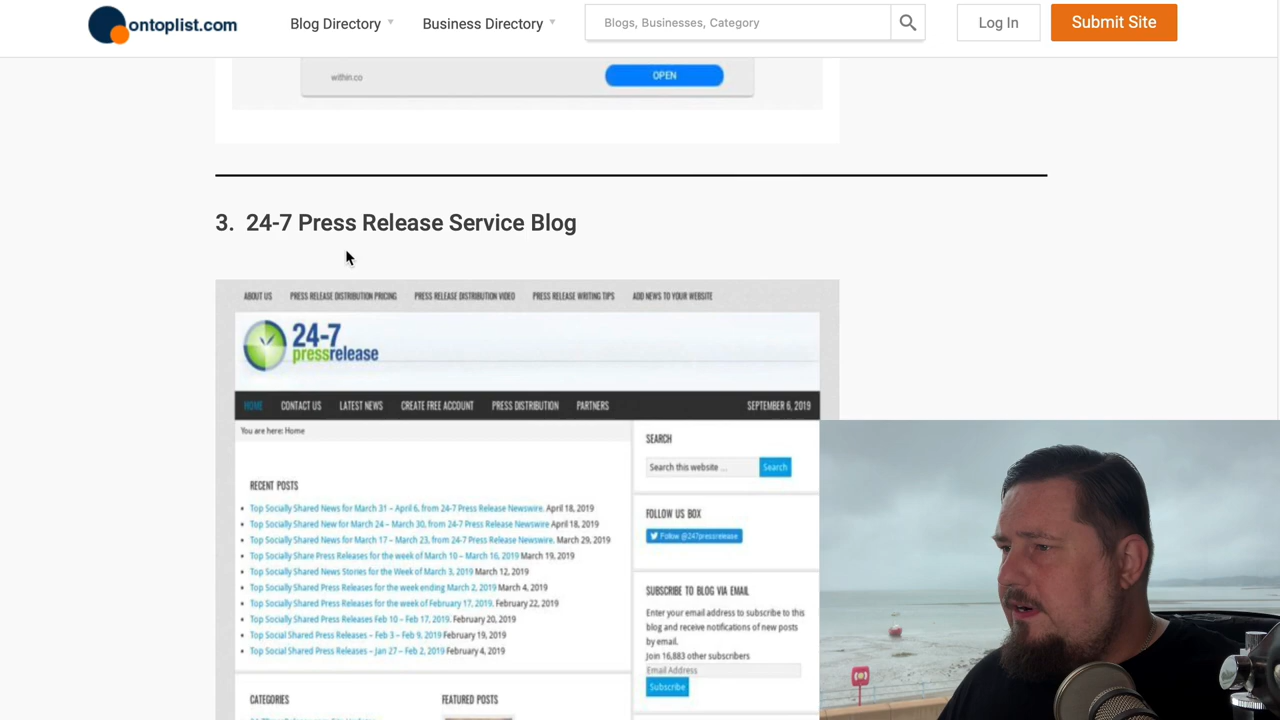 ontoplist.com
Blog Directory
Business Directory
Blogs, Businesses, Category
Log In
Submit Site
within.co
OPEN
3. 24-7 Press Release Service Blog
ABOUT US
PRESS RELEASE DISTRIBUTION PRICING
PRESS RELEASE DISTRIBUTION VIDEO
PRESS RELEASE WRITING TIPS
ADD NEWS TO YOUR WEBSITE
24-7
pressrelease
HOME
CONTACT US
LATEST NEWS
CREATE FREE ACCOUNT
PRESS DISTRIBUTION
PARTNERS
SEPTEMBER 6, 2019
You are here: Home
RECENT POSTS
Top Socially Shared News for March 31 – April 6, from 24-7 Press Release Newswire. April 18, 2019
Top Socially Shared New for March 24 – March 30, from 24-7 Press Release Newswire April 18, 2019
Top Socially Shared News for March 17 – March 23, from 24-7 Press Release Newswire. March 29, 2019
Top Socially Share Press Releases for the week of March 10 – March 16, 2019 March 19, 2019
Top Socially Shared News Stories for the Week of March 3, 2019 March 12, 2019
Top Socially Shared Press Releases for the week ending March 2, 2019 March 4, 2019
Top Socially Shared Press Releases for the week of February 17, 2019. February 22, 2019
Top Socially Shared Press Releases Feb 10 – Feb 17, 2019. February 20, 2019
Top Social Shared Press Releases – Feb 3 – Feb 9, 2019 February 19, 2019
Top Social Shared Press Releases – Jan 27 – Feb 2, 2019 February 4, 2019
CATEGORIES
FEATURED POSTS
SEARCH
Search this website ...
Search
FOLLOW US BOX
Follow @247pressrelease
SUBSCRIBE TO BLOG VIA EMAIL
Enter your email address to subscribe to this
blog and receive notifications of new posts
by email.
Join 16,883 other subscribers
Email Address
Subscribe